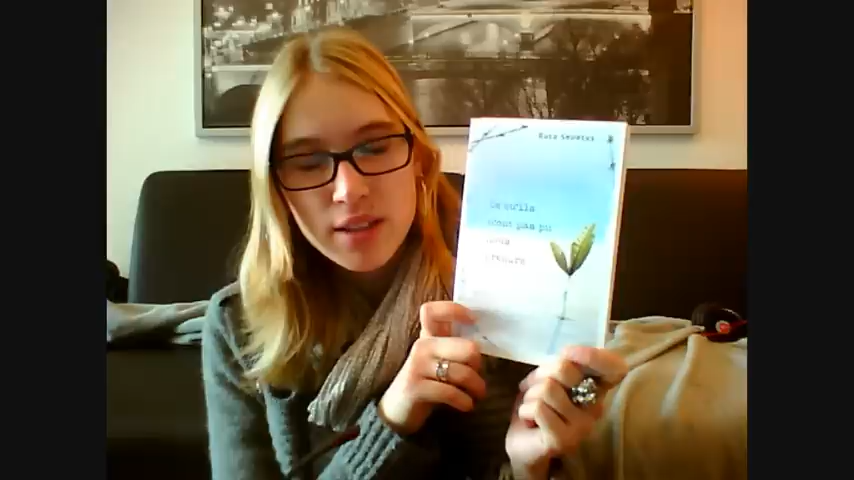 Ruta Sepetys
Ce qu'ils
n'ont pas pu
nous
prendre